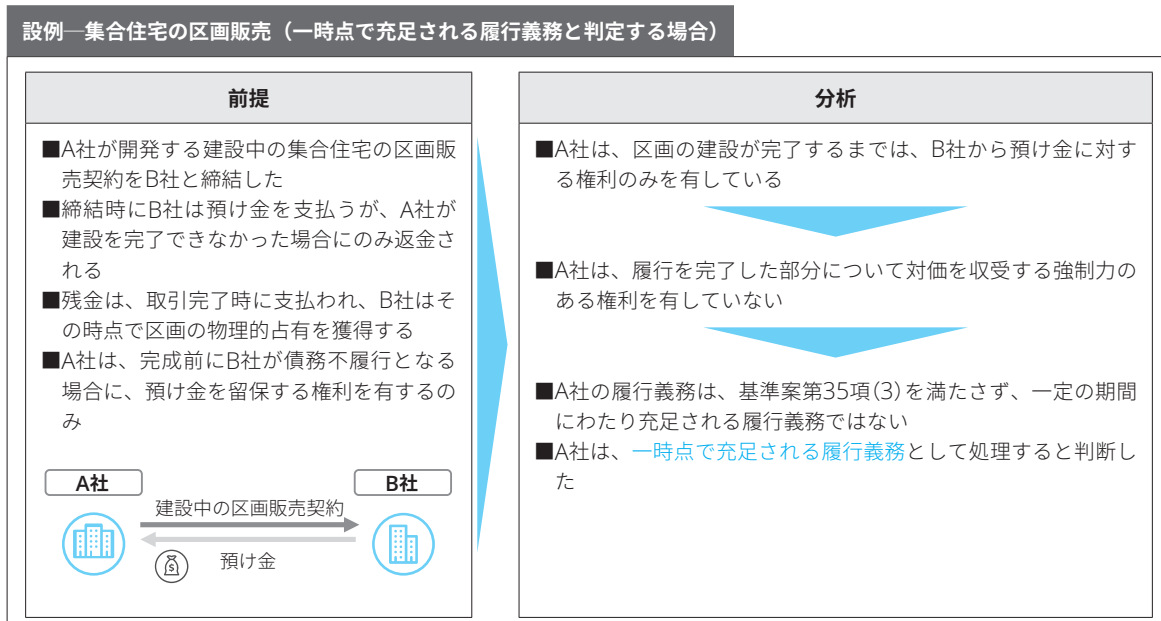 設例─集合住宅の区画販売（一時点で充足される履行義務と判定する場合）
前提
■A社が開発する建設中の集合住宅の区画販
売契約をB社と締結した
■締結時にB社は預け金を支払うが、A社が
建設を完了できなかった場合にのみ返金さ
れる
■残金は、取引完了時に支払われ、B社はそ
の時点で区画の物理的占有を獲得する
■A社は、完成前にB社が債務不履行となる
場合に、預け金を留保する権利を有するの
み
A社
B社
建設中の区画販売契約
預け金
分析
■A社は、区画の建設が完了するまでは、B社から預け金に対す
る権利のみを有している
■A社は、履行を完了した部分について対価を収受する強制力の
ある権利を有していない
■A社の履行義務は、基準案第35項(3)を満たさず、一定の期間
にわたり充足される履行義務ではない
■A社は、一時点で充足される履行義務として処理すると判断し
た